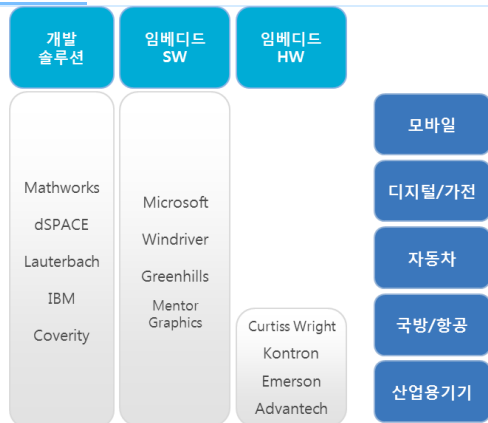 개발
솔루션
임베디드
SW
임베디드
HW
Mathworks
dSPACE
Lauterbach
IBM
Coverity
Microsoft
Windriver
Greenhills
Mentor
Graphics
Curtiss Wright
Kontron
Emerson
Advantech
모바일
디지털/가전
자동차
국방/항공
산업용기기